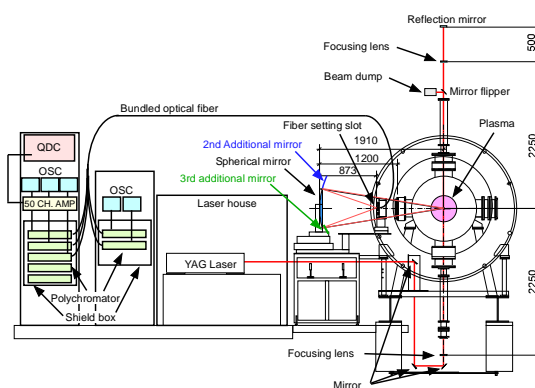 Reflection mirror
Focusing lens
500
Beam dump
Mirror flipper
Bundled optical fiber
Fiber setting slot
Plasma
QDC
1910
2nd Additional mirror
1200
OSC
Spherical mirror
873
2250
3rd additional mirror
OSC
50 CH. AMP
Laser house
YAG Laser
2250
Polychromator
Shield box
Focusing lens
Mirror